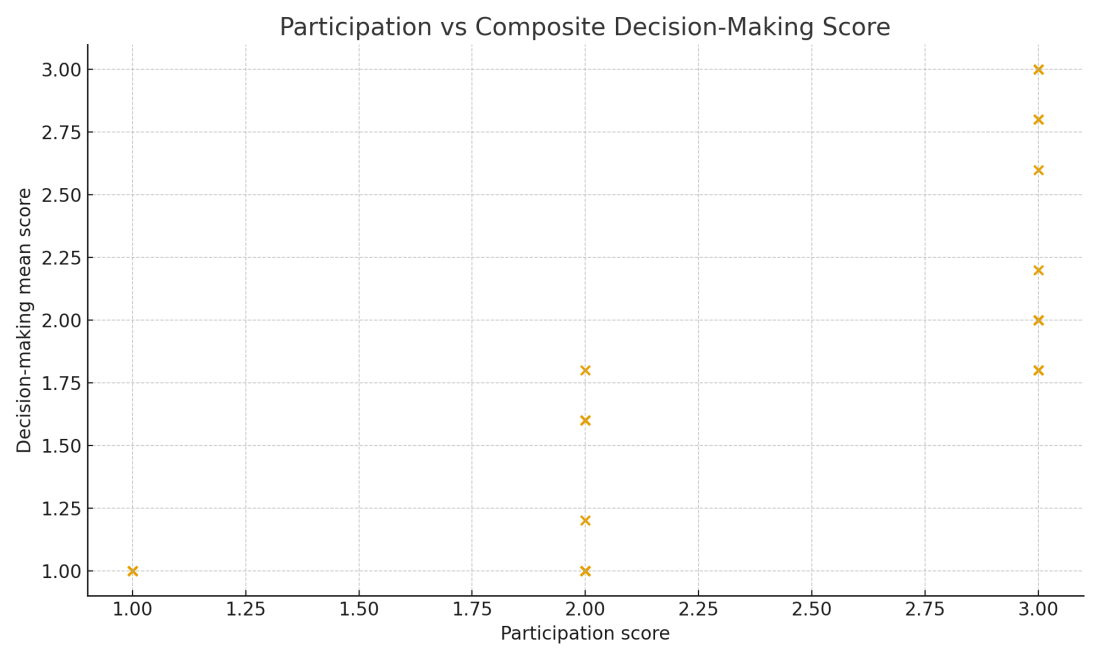 Participation vs Composite Decision-Making Score
3.00
2.75
2.50
2.25
2.00
1.75
1.50
1.25
1.00
Decision-making mean score
1.00 1.25 1.50 1.75 2.00 2.25 2.50 2.75 3.00
Participation score